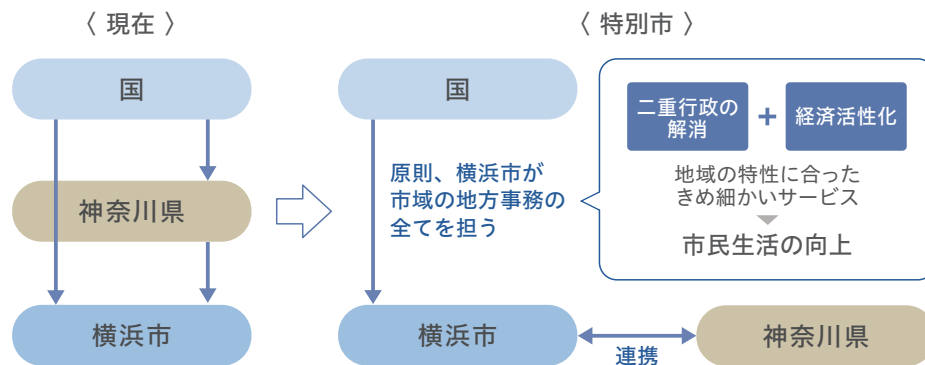 〈 現在 〉
国
神奈川県
横浜市
〈 特別市 〉
国
原則、横浜市が
市域の地方事務の
全てを担う
二重行政の
解消
+
経済活性化
地域の特性に合った
きめ細かいサービス
市民生活の向上
横浜市
連携
神奈川県